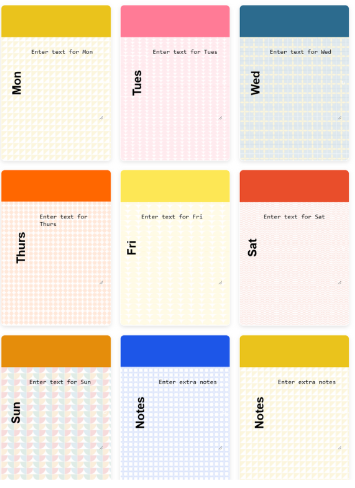 Enter text for Mon
Mon
Enter text for Tues
Tues
Enter text for Wed
Wed
Enter text for
Thurs
Thurs
Enter text for Fri
Fri
Enter text for Sat
Sat
Enter text for Sun
Sun
Enter extra notes
Notes
Enter extra notes
Notes